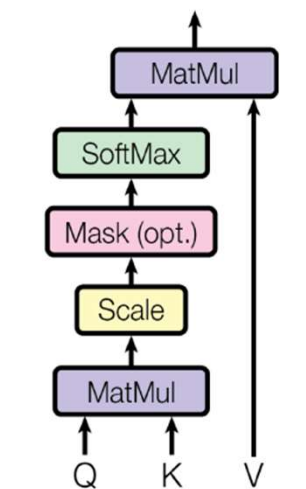 MatMul
SoftMax
Mask (opt.)
Scale
MatMul
Q K V